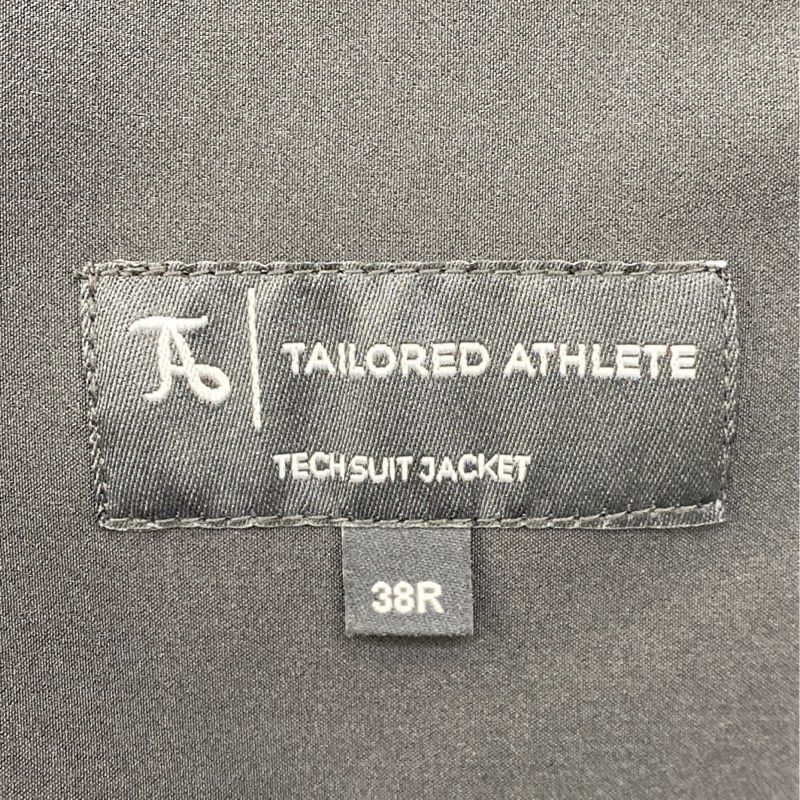 TA
TAILORED ATHLETE
TECH SUIT JACKET
38R